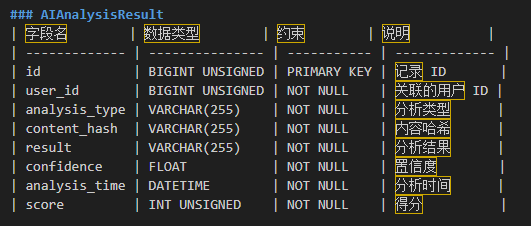 ### AIAnalysisResult
| 字段名 | 数据类型 | 约束 | 说明 |
| ------------- | --------------- | ----------- | ------------- |
| id | BIGINT UNSIGNED | PRIMARY KEY | 记录 ID |
| user_id | BIGINT UNSIGNED | NOT NULL | 关联的用户 ID |
| analysis_type | VARCHAR(255) | NOT NULL | 分析类型 |
| content_hash | VARCHAR(255) | NOT NULL | 内容哈希 |
| result | VARCHAR(255) | NOT NULL | 分析结果 |
| confidence | FLOAT | NOT NULL | 置信度 |
| analysis_time | DATETIME | NOT NULL | 分析时间 |
| score | INT UNSIGNED | NOT NULL | 得分 |